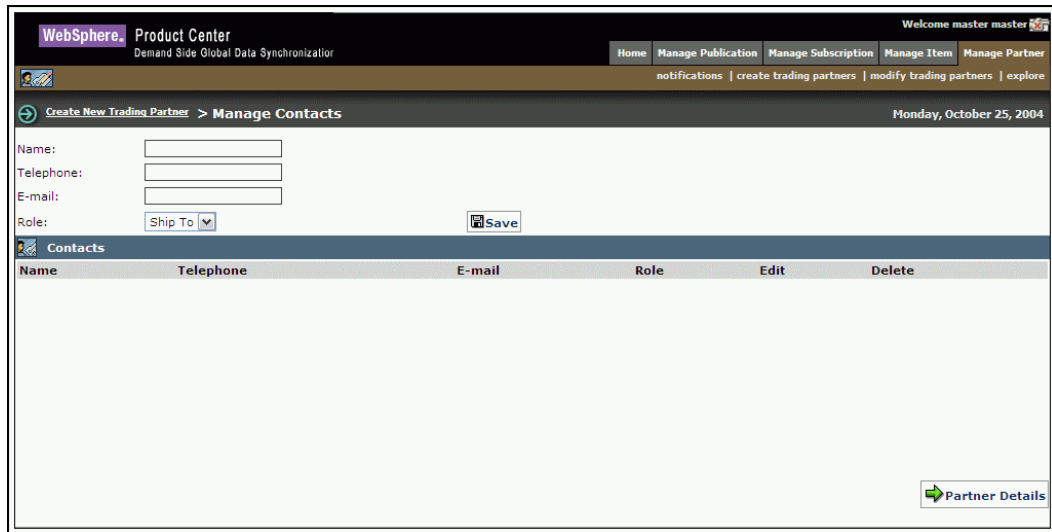 Welcome master master
WebSphere. Product Center
Demand Side Global Data Synchronization
Home Manage Publication Manage Subscription Manage Item Manage Partner
notifications | create trading partners | modify trading partners | explore
Create New Trading Partner > Manage Contacts Monday, October 25, 2004
Name:
Telephone:
E-mail:
Role: Ship To Save
Contacts
Name Telephone E-mail Role Edit Delete
Partner Details